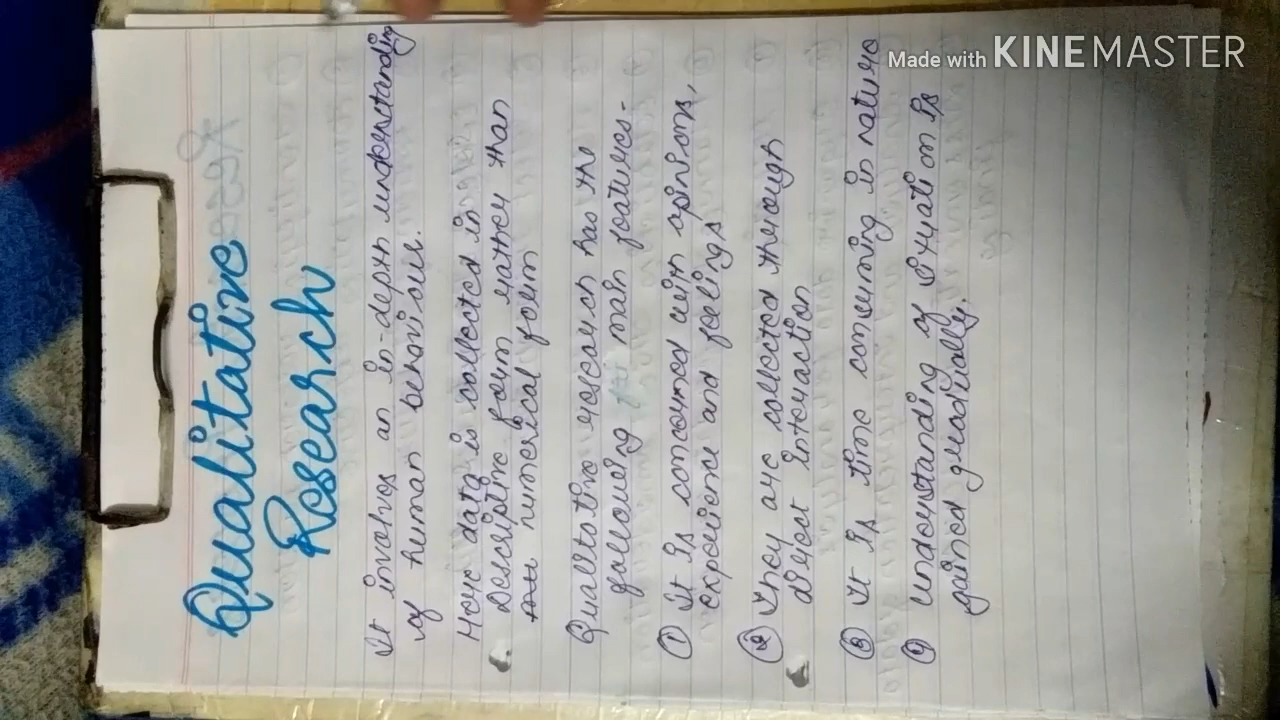 Qualitative
Research
It involves an in-depth understanding
of human behaviour.
Here data is collected in
Descriptive form rather than
numerical form
Qualitative research has the
following main features-
① It is concerned with opinions,
experience and feelings
② They are collected through
direct interaction
③ It is time consuming in nature
④ Understanding of situation is
gained gradually.
Made with KINEMASTER